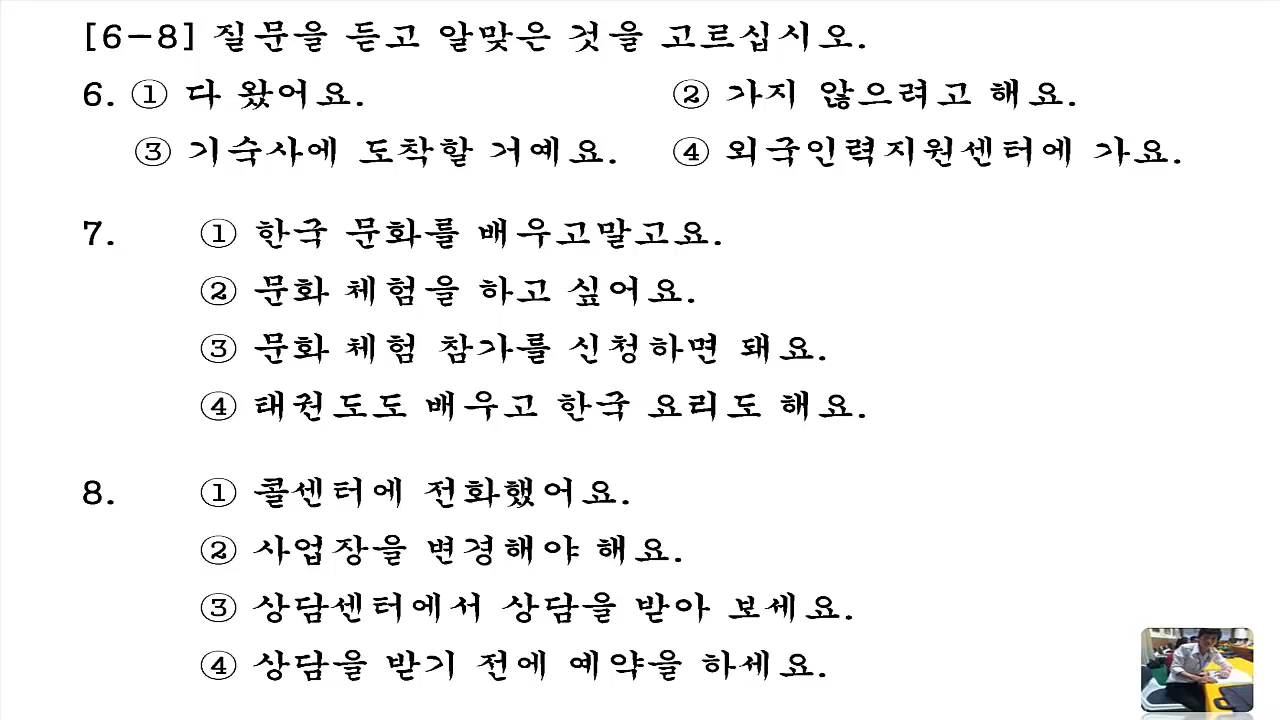 [6-8] 질문을 듣고 알맞은 것을 고르십시오.
6. ① 다 왔어요. ② 가지 않으려고 해요.
③ 기숙사에 도착할 거예요. ④ 외국인력지원센터에 가요.
7. ① 한국 문화를 배우고말고요.
② 문화 체험을 하고 싶어요.
③ 문화 체험 참가를 신청하면 돼요.
④ 태권도도 배우고 한국 요리도 해요.
8. ① 콜센터에 전화했어요.
② 사업장을 변경해야 해요.
③ 상담센터에서 상담을 받아 보세요.
④ 상담을 받기 전에 예약을 하세요.